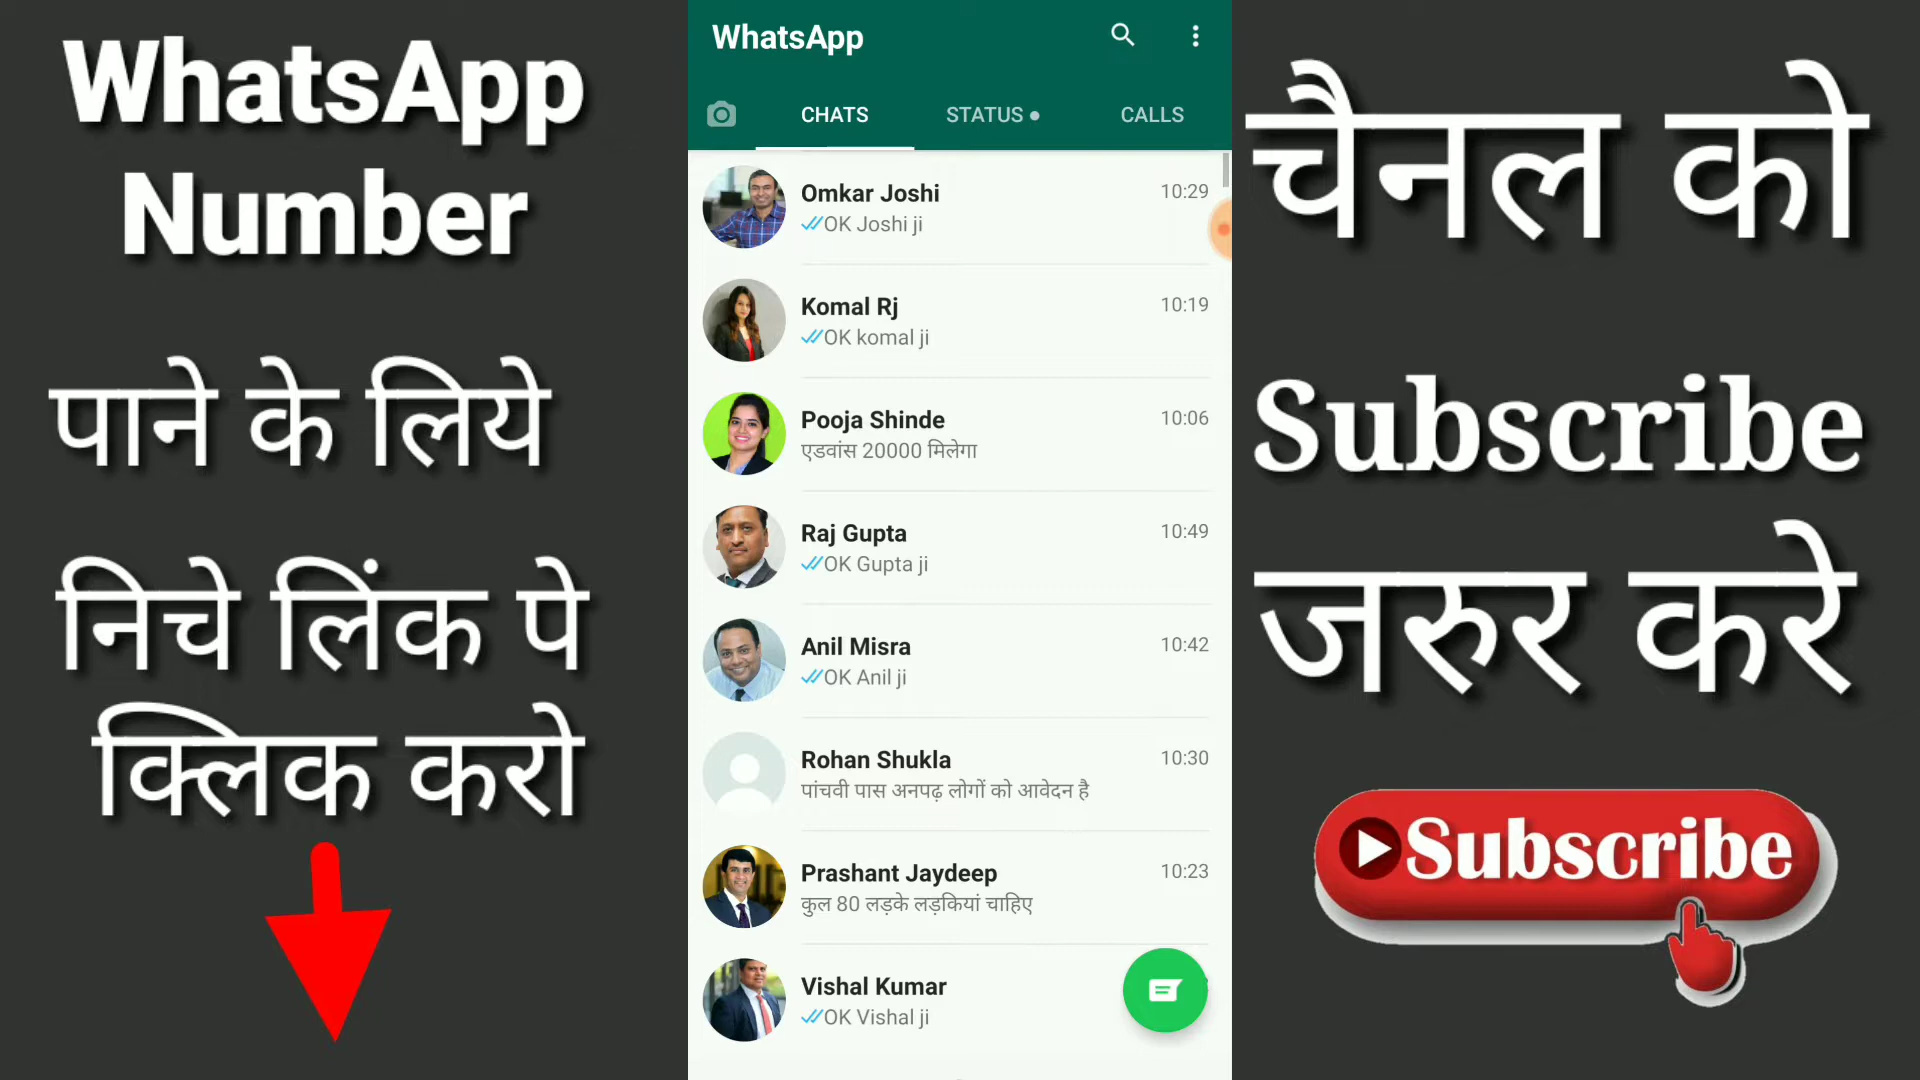 WhatsApp
Number
पाने के लिये
निचे लिंक पे
क्लिक करो
WhatsApp
CHATS
STATUS
CALLS
Omkar Joshi
10:29
OK Joshi ji
Komal Rj
10:19
OK komal ji
Pooja Shinde
10:06
एडवांस 20000 मिलेगा
Raj Gupta
10:49
OK Gupta ji
Anil Misra
10:42
OK Anil ji
Rohan Shukla
10:30
पांचवी पास अनपढ़ लोगों को आवेदन है
Prashant Jaydeep
10:23
कुल 80 लड़के लड़कियां चाहिए
Vishal Kumar
OK Vishal ji
चैनल को
Subscribe
जरुर करे
Subscribe